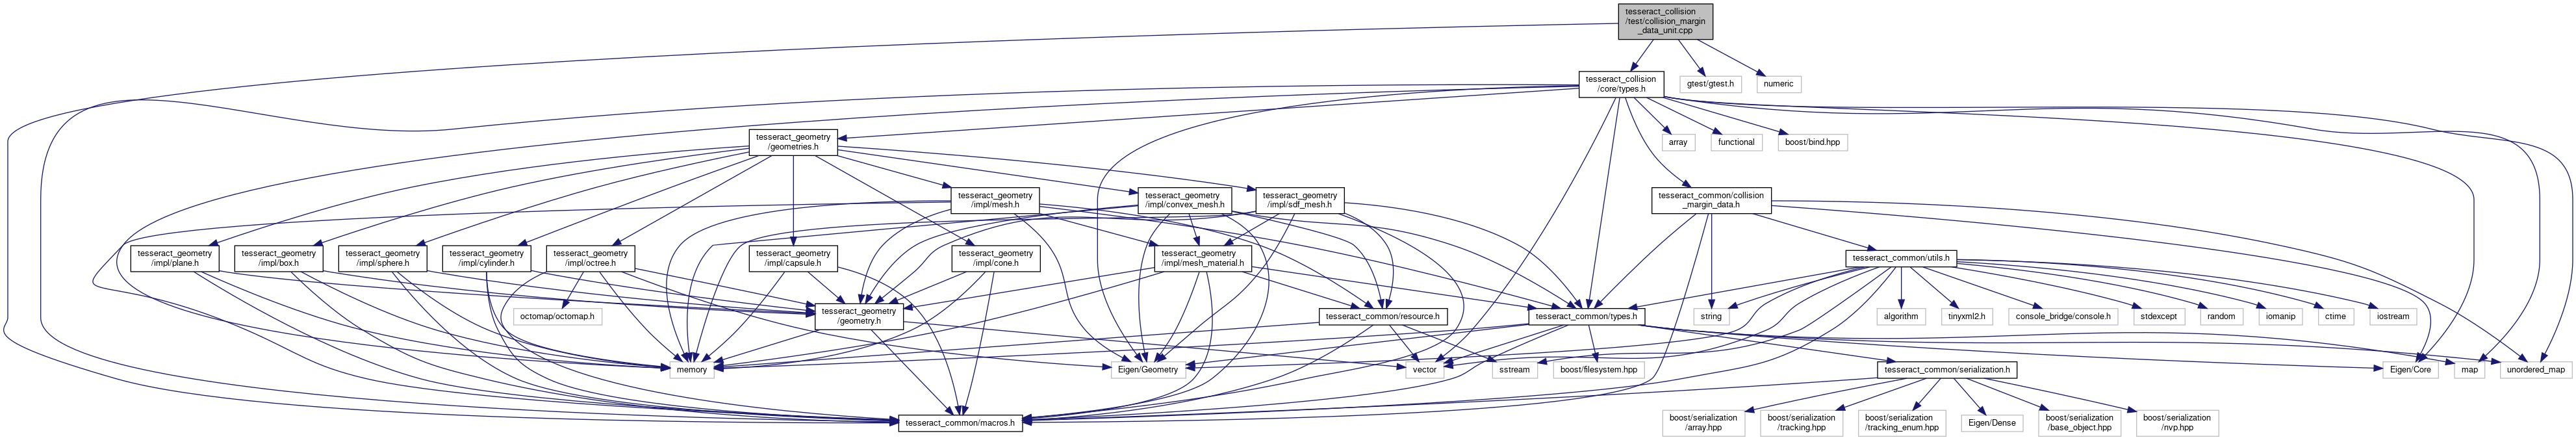 tesseract_collision
/test/collision_margin
_data_unit.cpp
tesseract_collision
/core/types.h
gtest/gtest.h
numeric
tesseract_geometry
/geometries.h
array
functional
boost/bind.hpp
tesseract_geometry
/impl/mesh.h
tesseract_geometry
/impl/convex_mesh.h
tesseract_geometry
/impl/sdf_mesh.h
tesseract_common/collision
_margin_data.h
tesseract_geometry
/impl/plane.h
tesseract_geometry
/impl/box.h
tesseract_geometry
/impl/sphere.h
tesseract_geometry
/impl/cylinder.h
tesseract_geometry
/impl/octree.h
tesseract_geometry
/impl/capsule.h
tesseract_geometry
/impl/cone.h
tesseract_geometry
/impl/mesh_material.h
tesseract_common/utils.h
octomap/octomap.h
tesseract_geometry
/geometry.h
tesseract_common/resource.h
tesseract_common/types.h
string
algorithm
tinyxml2.h
console_bridge/console.h
stdexcept
random
iomanip
ctime
iostream
memory
Eigen/Geometry
vector
sstream
boost/filesystem.hpp
tesseract_common/serialization.h
Eigen/Core
map
unordered_map
tesseract_common/macros.h
boost/serialization
/array.hpp
boost/serialization
/tracking.hpp
boost/serialization
/tracking_enum.hpp
Eigen/Dense
boost/serialization
/base_object.hpp
boost/serialization
/nvp.hpp